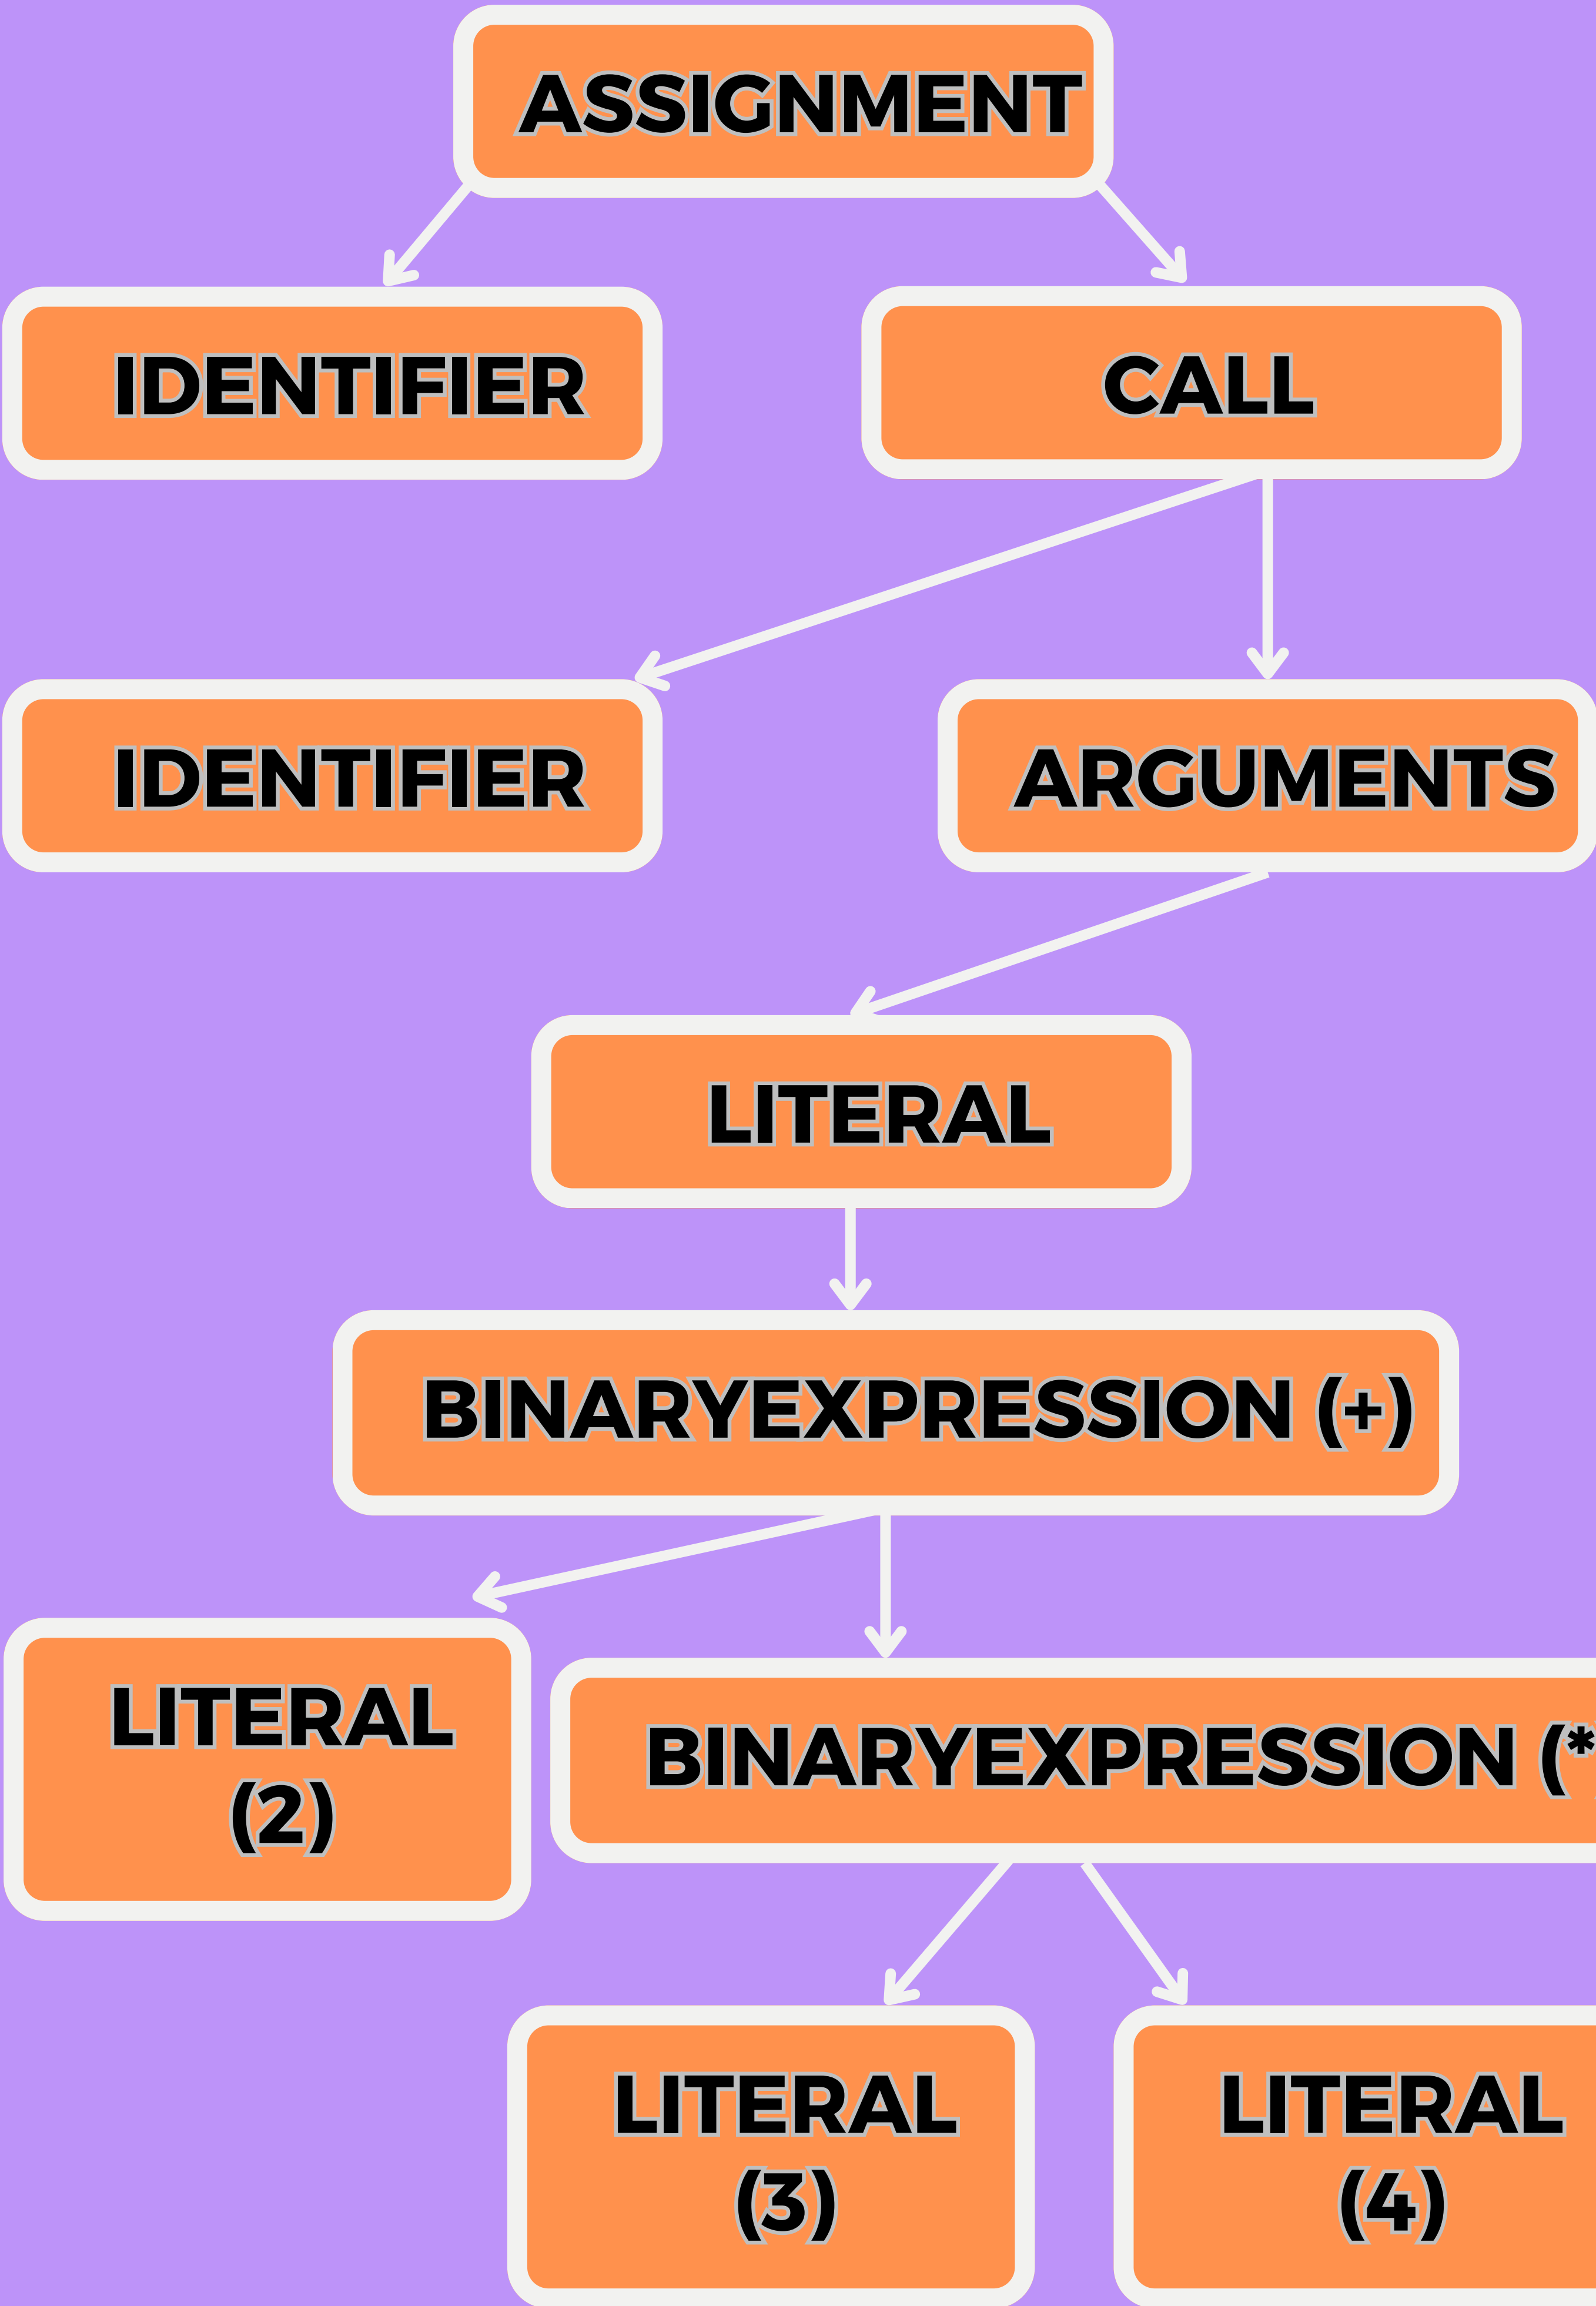 ASSIGNMENT
IDENTIFIER
CALL
IDENTIFIER
ARGUMENTS
LITERAL
BINARYEXPRESSION (+)
LITERAL
(2)
BINARYEXPRESSION (*
LITERAL
(3)
LITERAL
(4)